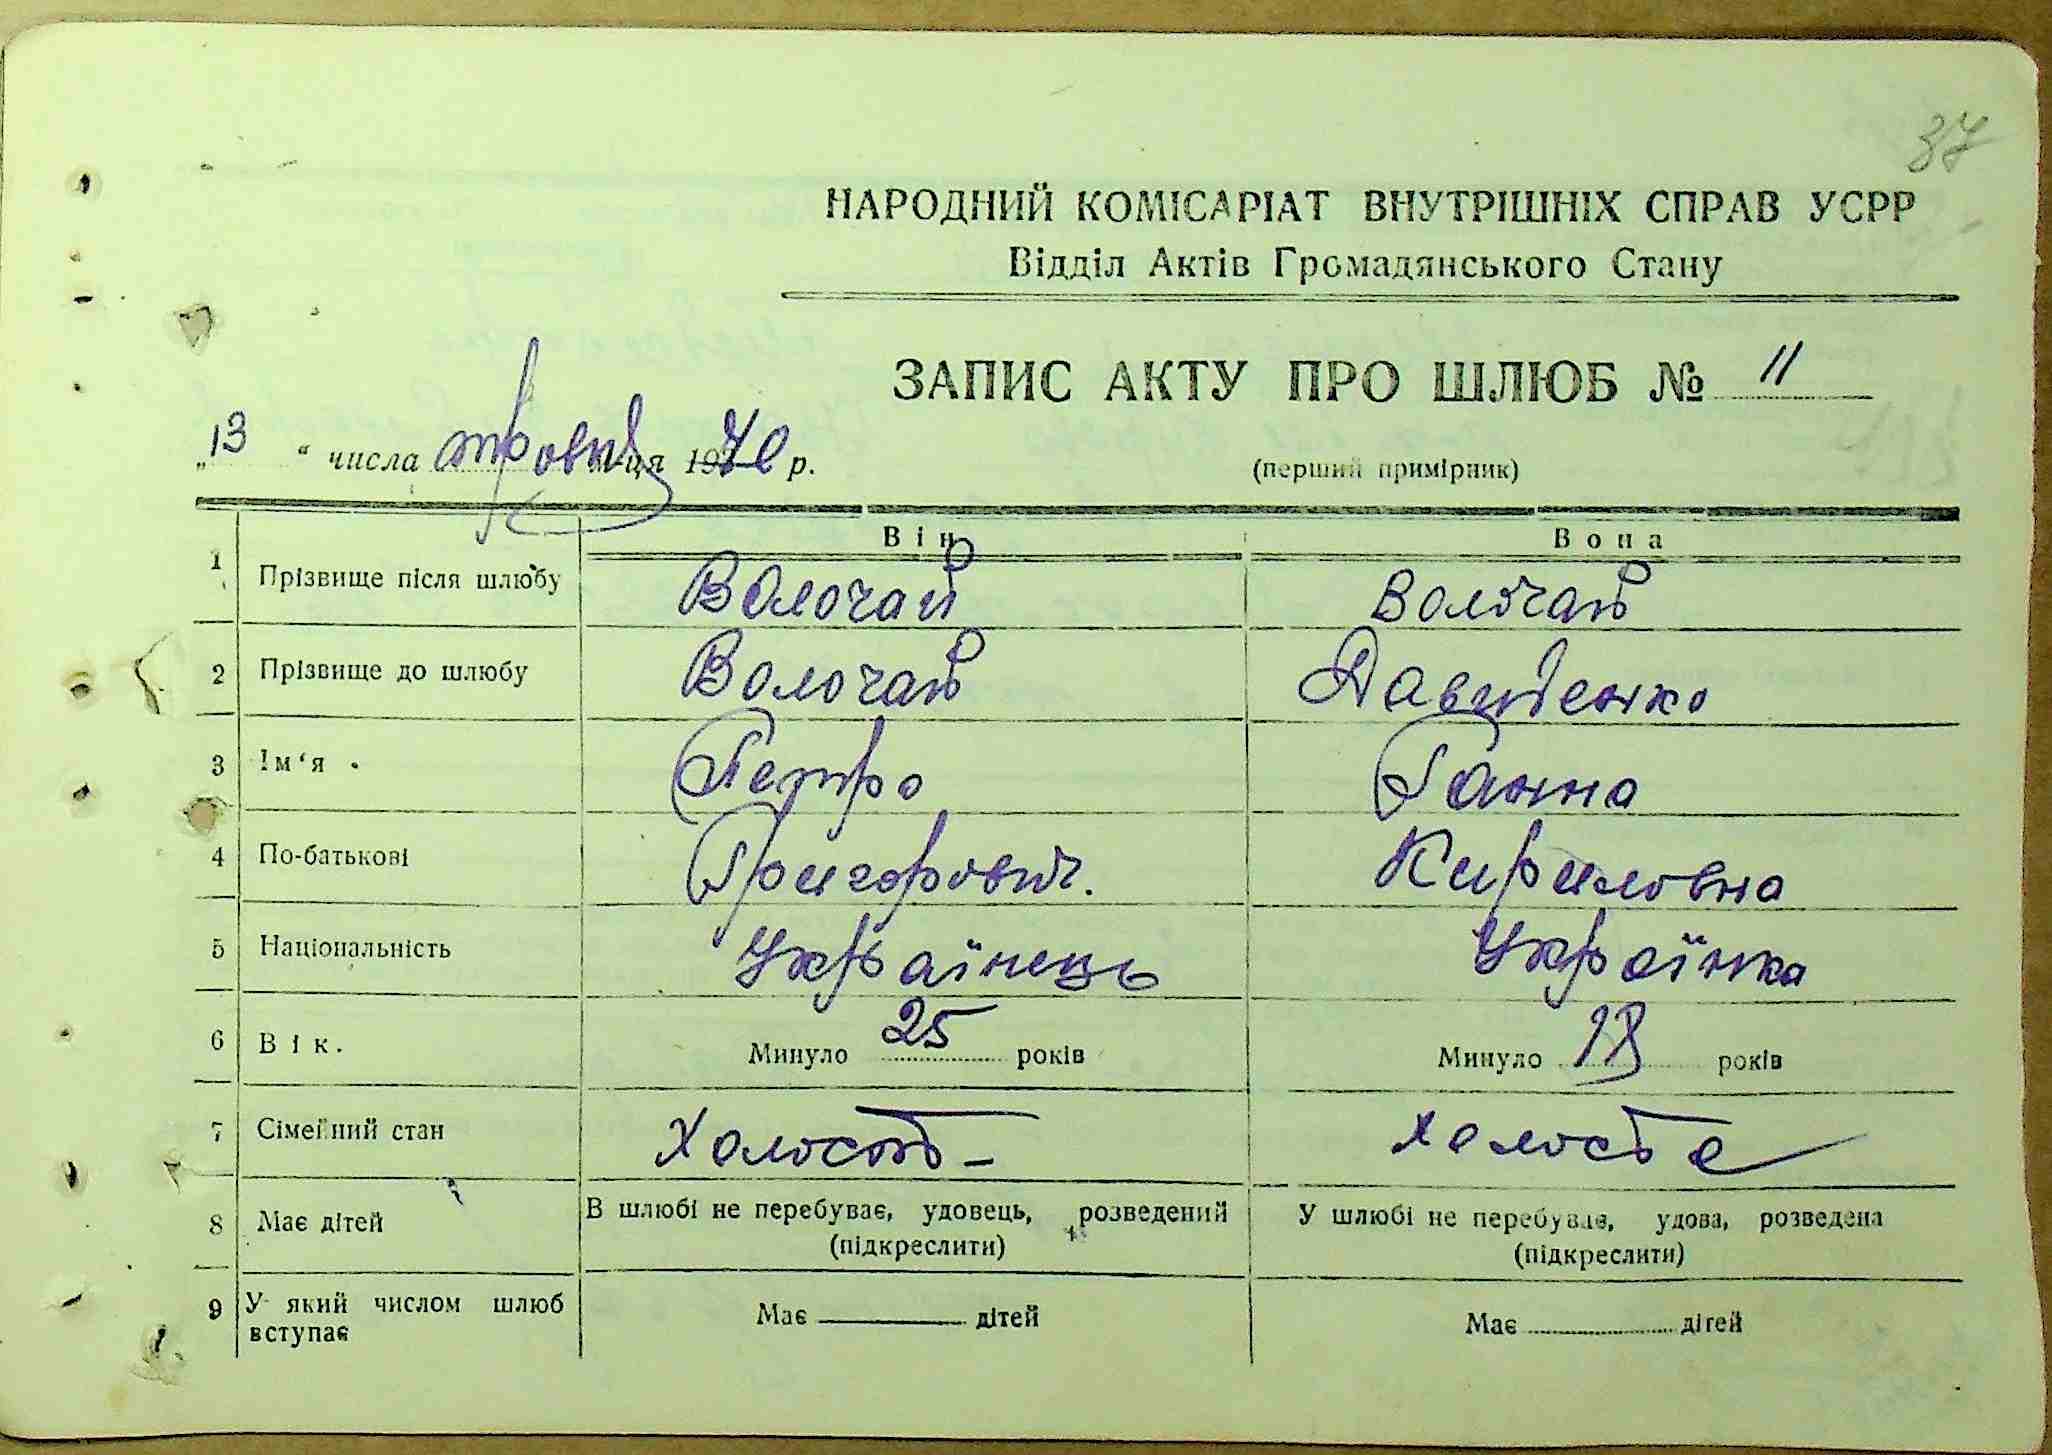 37
НАРОДНИЙ КОМІСАРІАТ ВНУТРІШНІХ СПРАВ УСРР
Відділ Актів Громадянського Стану
ЗАПИС АКТУ ПРО ШЛЮБ № 11
„13 “ числа травня м-ця 19 р.
(перший примірник)
Він Вона
1 Прізвище після шлюбу Волочай Волочай
2 Прізвище до шлюбу Волочай Давиденко
3 Ім‘я Петро Ганна
4 По-батькові Григорович. Кириловна
5 Національність Українець Українка
6 Вік. Минуло 25 років Минуло 18 років
7 Сімейний стан Холост - Холоста
8 Має дітей В шлюбі не перебуває, удовець, розведений У шлюбі не перебуває, удова, розведена
(підкреслити) (підкреслити)
9 У який числом шлюб Має дітей Має дітей
вступає